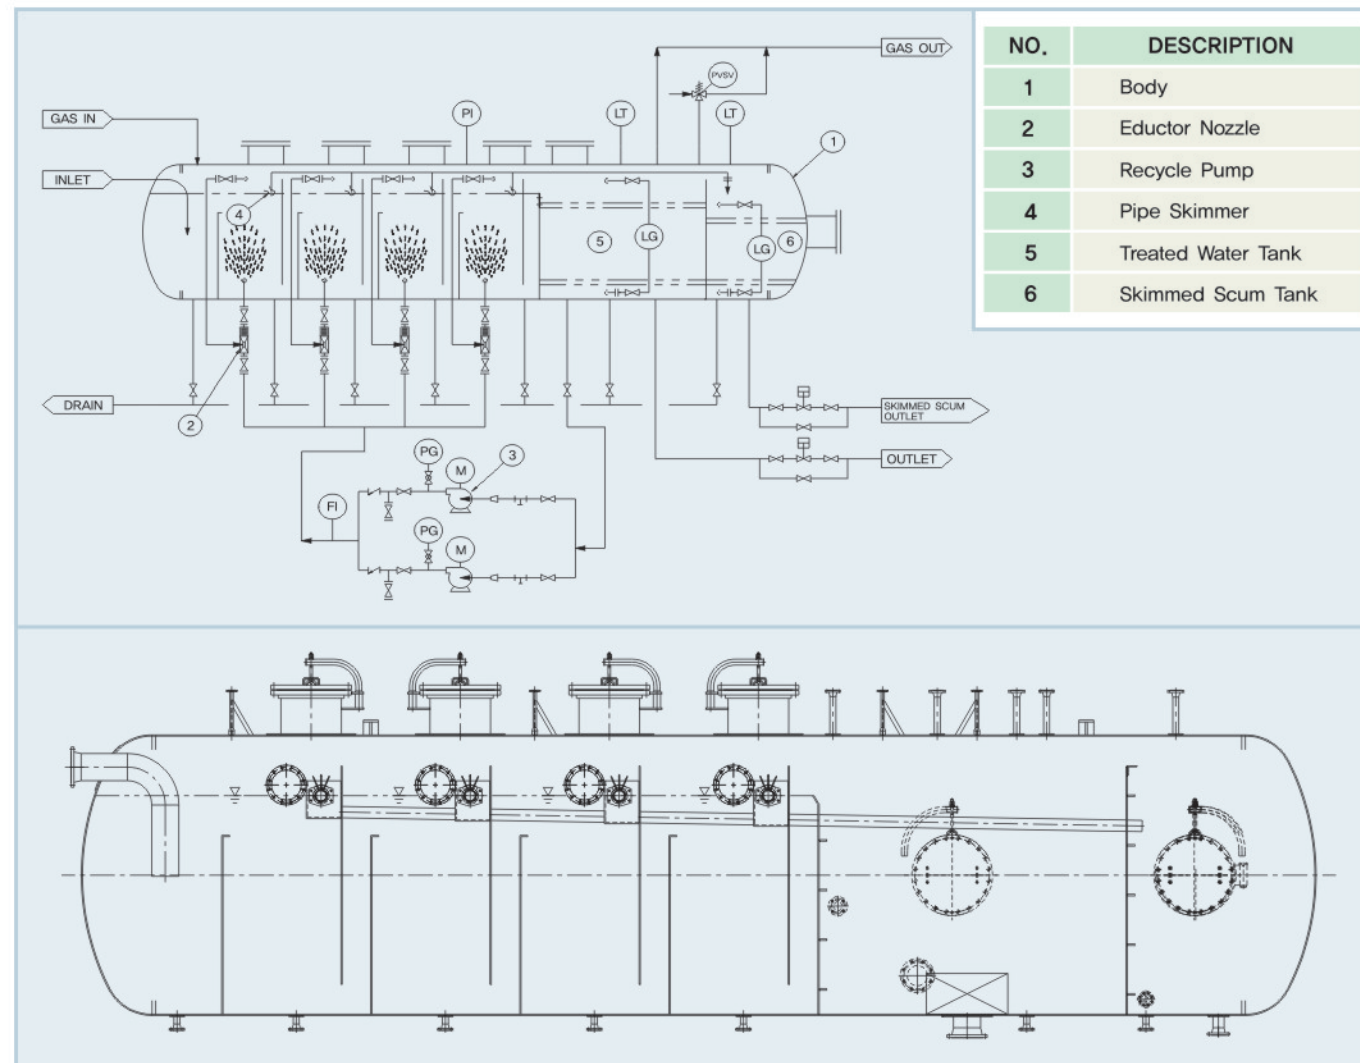 GAS OUT
PVSV
GAS IN
PI
LT
LT
1
INLET
4
5
LG
LG
6
DRAIN
2
SKIMMED SCUM
OUTLET
OUTLET
PG
M
3
FI
PG
M
NO. DESCRIPTION
1 Body
2 Eductor Nozzle
3 Recycle Pump
4 Pipe Skimmer
5 Treated Water Tank
6 Skimmed Scum Tank